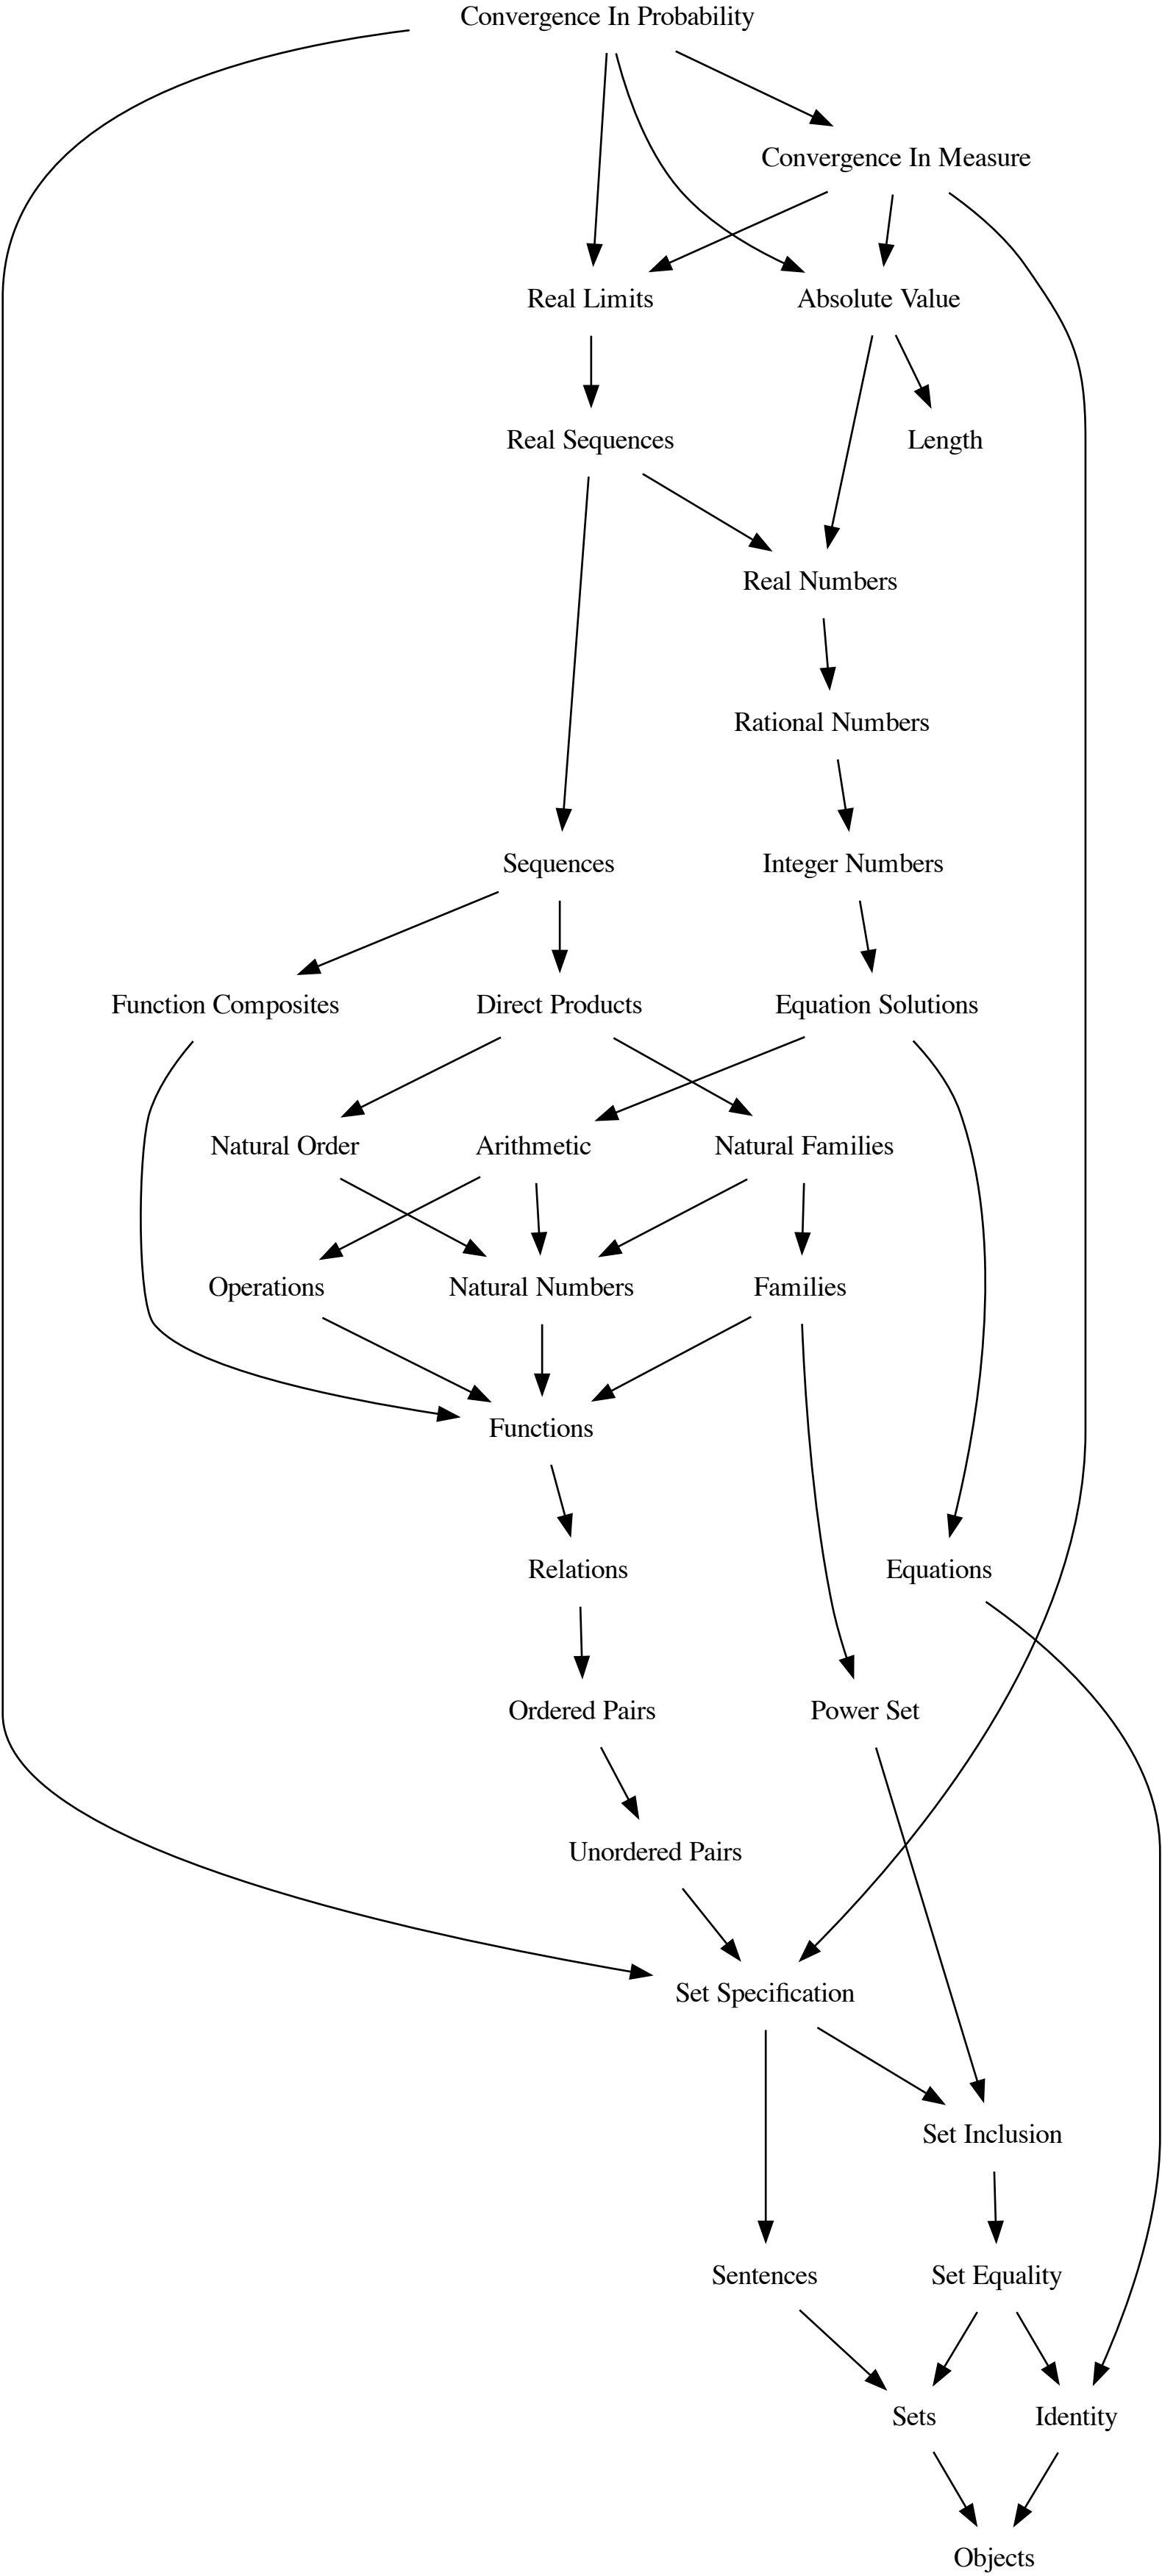 Convergence In Probability
Convergence In Measure
Real Limits
Absolute Value
Real Sequences
Length
Real Numbers
Rational Numbers
Sequences
Integer Numbers
Function Composites
Direct Products
Equation Solutions
Natural Order
Arithmetic
Natural Families
Operations
Natural Numbers
Families
Functions
Relations
Equations
Ordered Pairs
Power Set
Unordered Pairs
Set Specification
Set Inclusion
Sentences
Set Equality
Sets
Identity
Objects